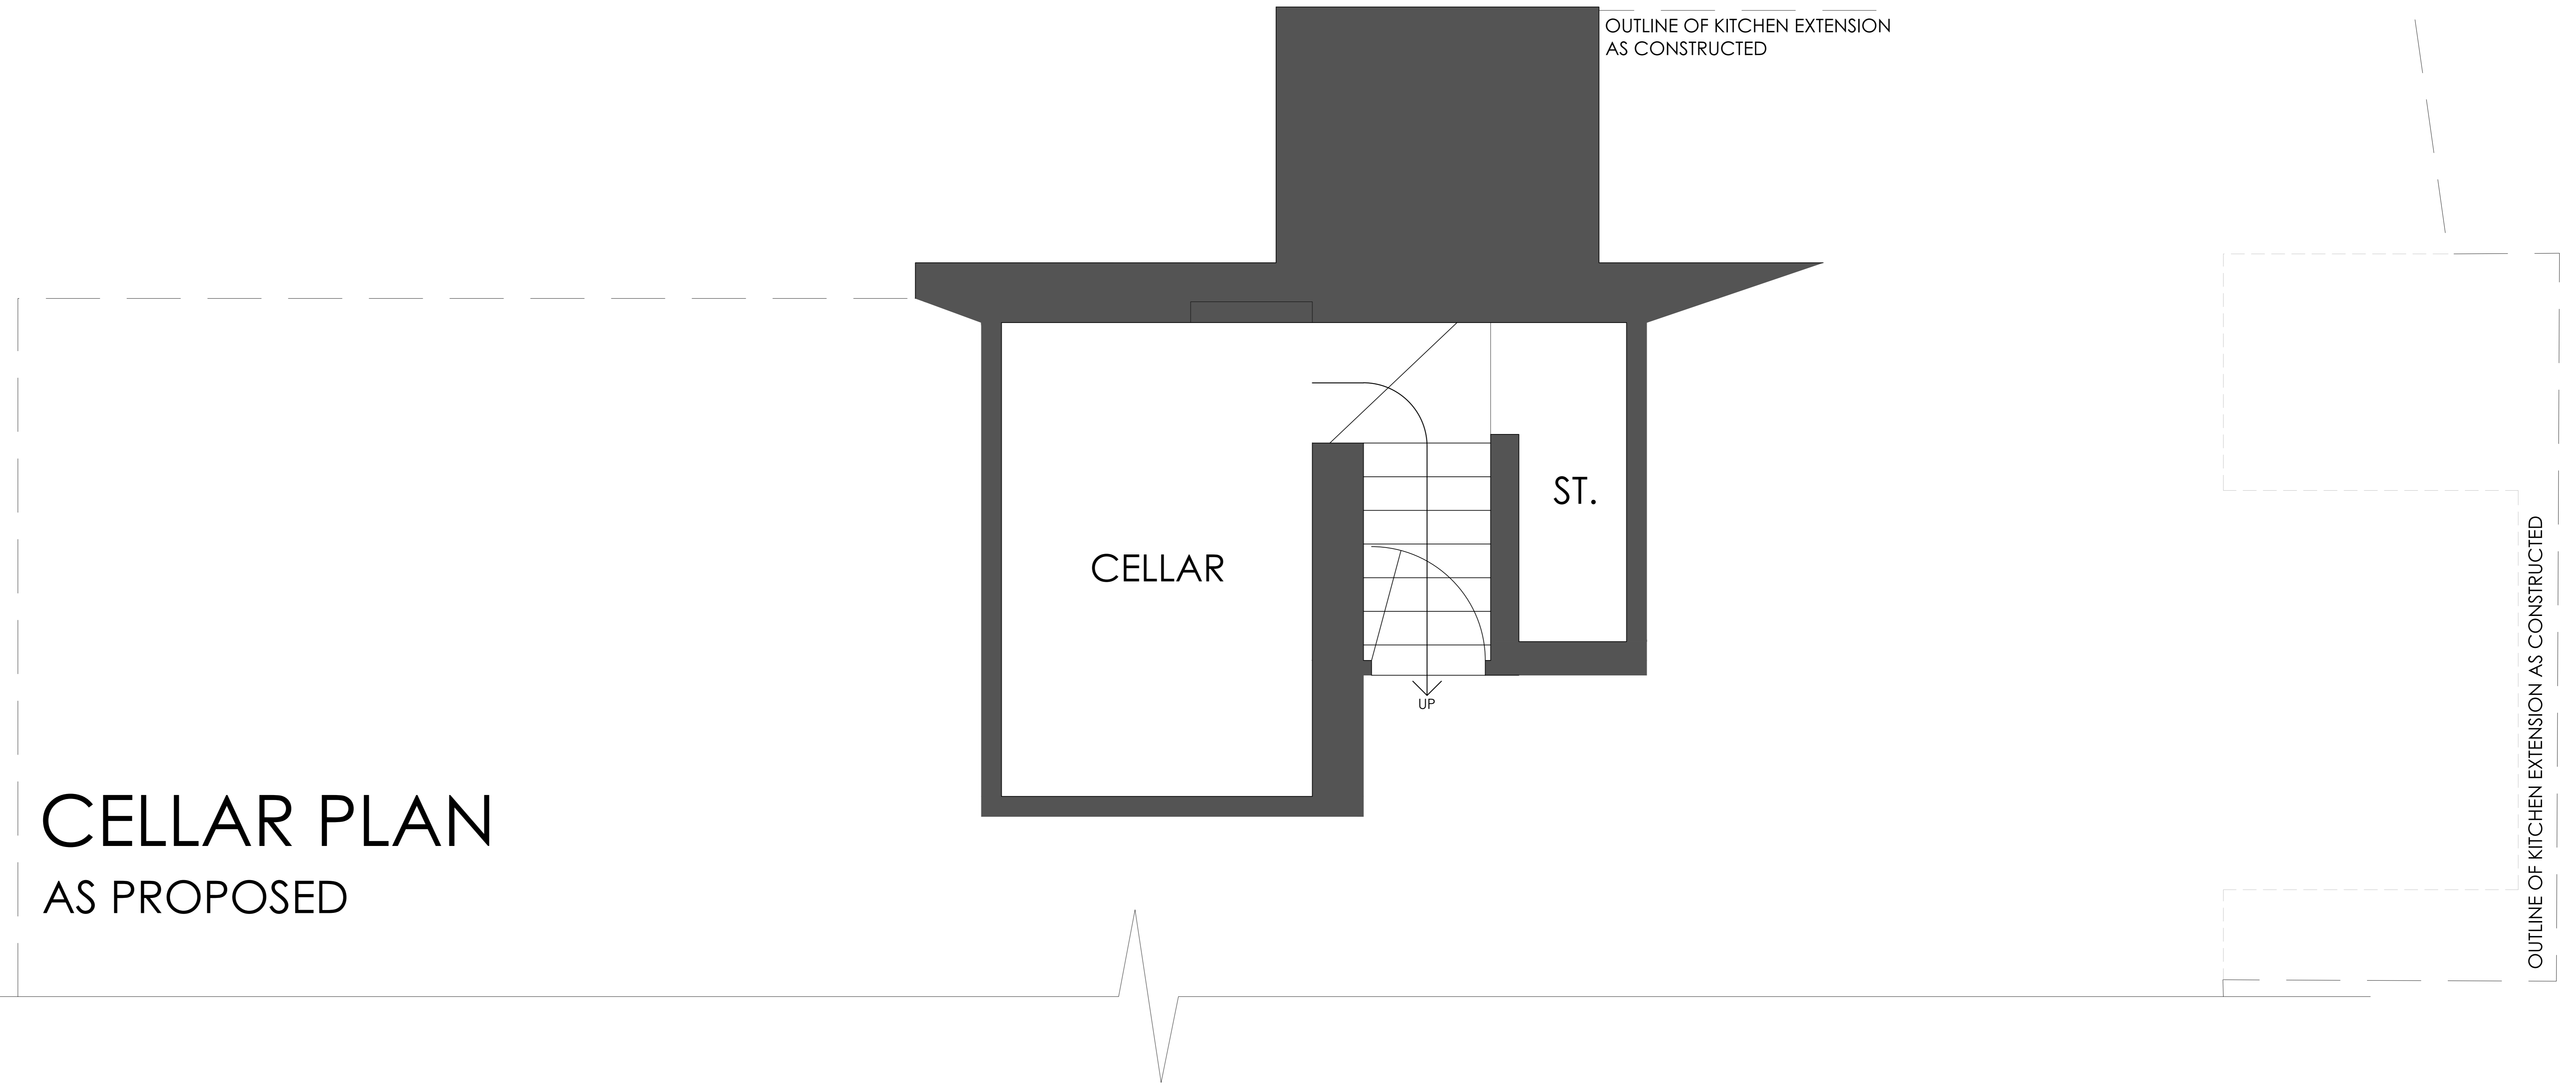 OUTLINE OF KITCHEN EXTENSION
AS CONSTRUCTED
ST.
CELLAR
UP
CELLAR PLAN
AS PROPOSED
OUTLINE OF KITCHEN EXTENSION AS CONSTRUCTED